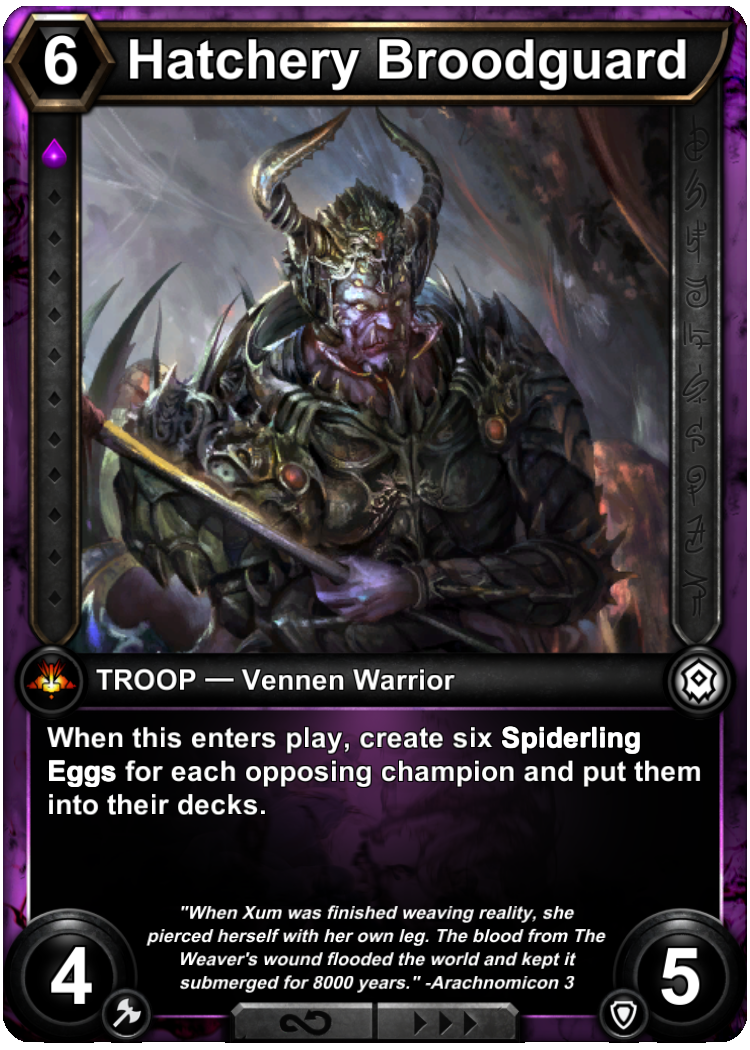 6 Hatchery Broodguard
TROOP — Vennen Warrior
When this enters play, create six Spiderling
Eggs for each opposing champion and put them
into their decks.
"When Xum was finished weaving reality, she
pierced herself with her own leg. The blood from The
Weaver's wound flooded the world and kept it
submerged for 8000 years." -Arachnomicon 3
4
5